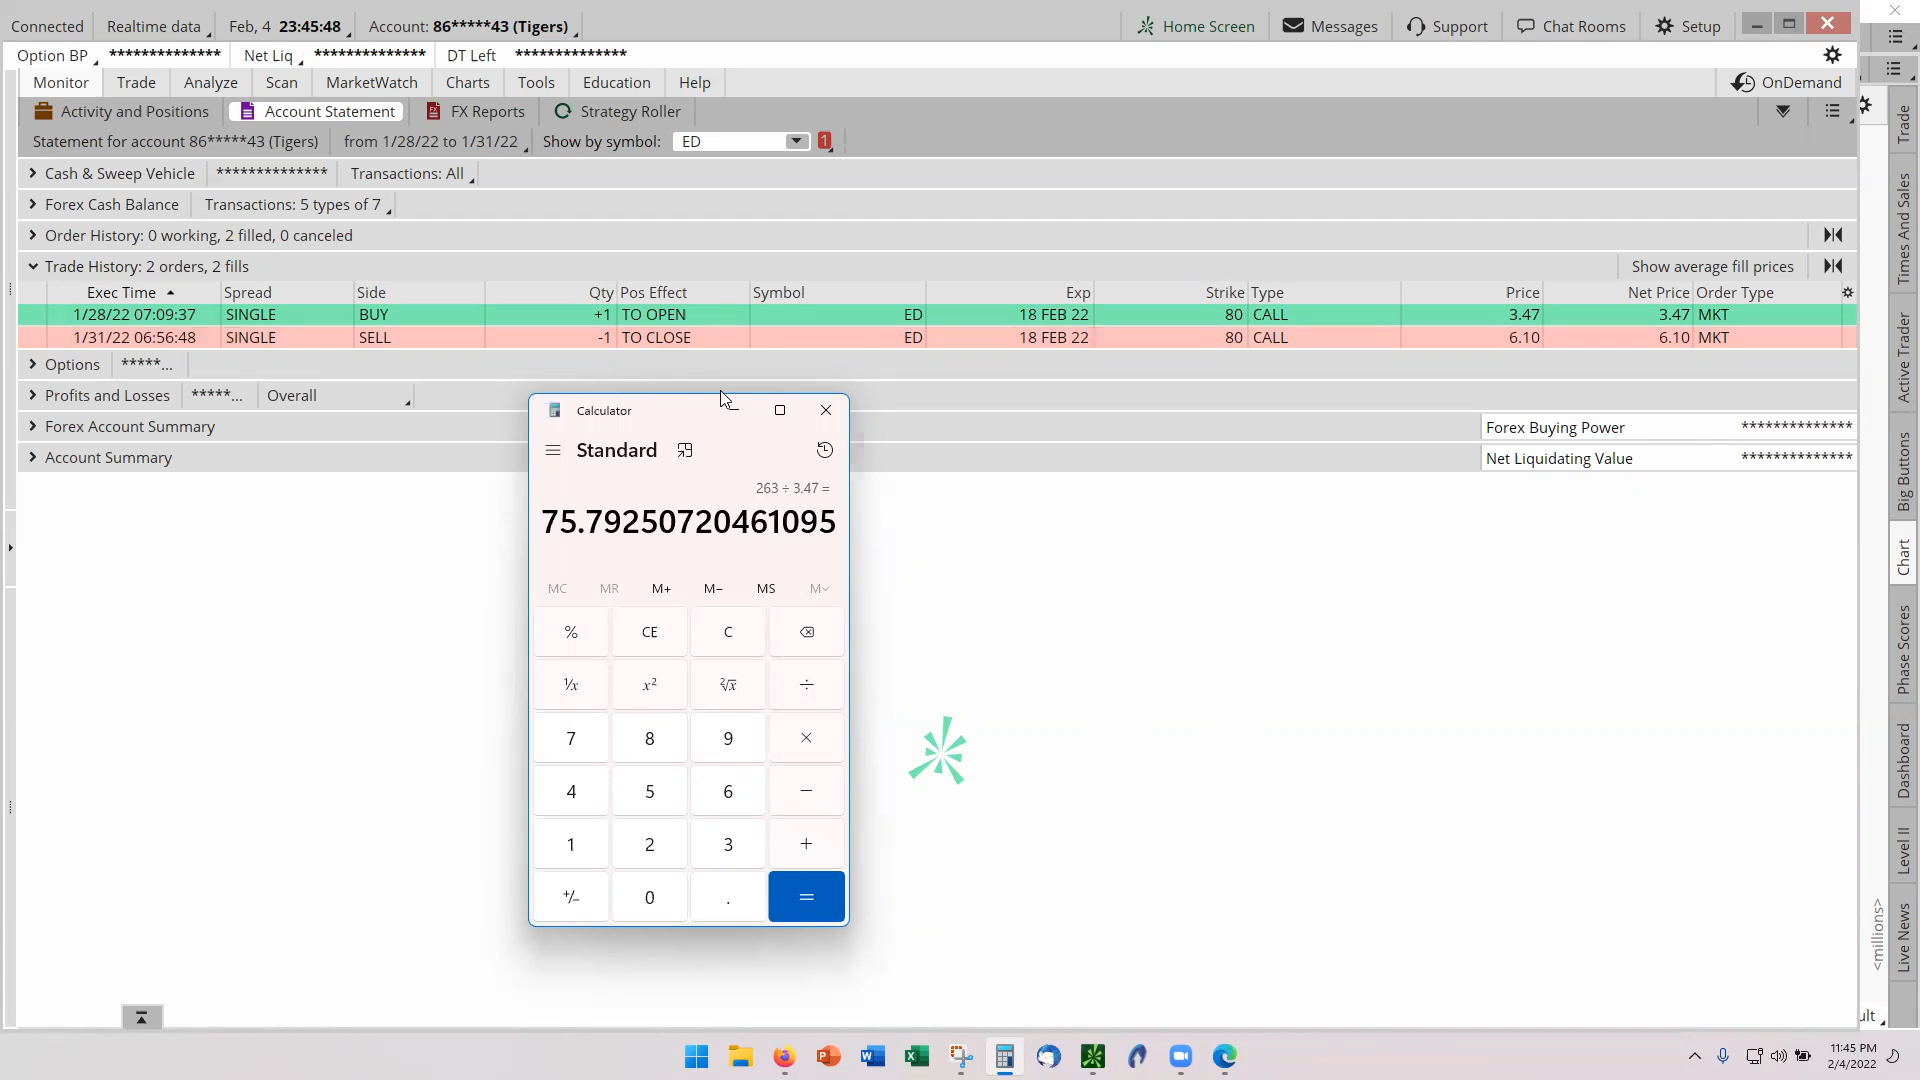 Connected Realtime data Feb, 4 23:45:48 Account: 86*****43 (Tigers) Home Screen Messages Support Chat Rooms Setup
Option BP ************** Net Liq ************** DT Left **************
Monitor Trade Analyze Scan MarketWatch Charts Tools Education Help OnDemand
Activity and Positions Account Statement FX Reports Strategy Roller
Statement for account 86*****43 (Tigers) from 1/28/22 to 1/31/22 Show by symbol: ED 1
Cash & Sweep Vehicle ************** Transactions: All
Forex Cash Balance Transactions: 5 types of 7
Order History: 0 working, 2 filled, 0 canceled
Trade History: 2 orders, 2 fills Show average fill prices
Exec Time Spread Side Qty Pos Effect Symbol Exp Strike Type Price Net Price Order Type
1/28/22 07:09:37 SINGLE BUY +1 TO OPEN ED 18 FEB 22 80 CALL 3.47 3.47 MKT
1/31/22 06:56:48 SINGLE SELL -1 TO CLOSE ED 18 FEB 22 80 CALL 6.10 6.10 MKT
Options *****...
Profits and Losses *****... Overall
Forex Account Summary Forex Buying Power **************
Account Summary Net Liquidating Value **************
Calculator
Standard
263 ÷ 3.47 =
75.79250720461095
MC MR M+ M− MS M
% CE C
1/x x² ²√x ÷
7 8 9 ×
4 5 6 −
1 2 3 +
+/− 0 . =
Trade
Times And Sales
Active Trader
Big Buttons
Chart
Phase Scores
Dashboard
Level II
Live News
<millions>
ult
11:45 PM
2/4/2022